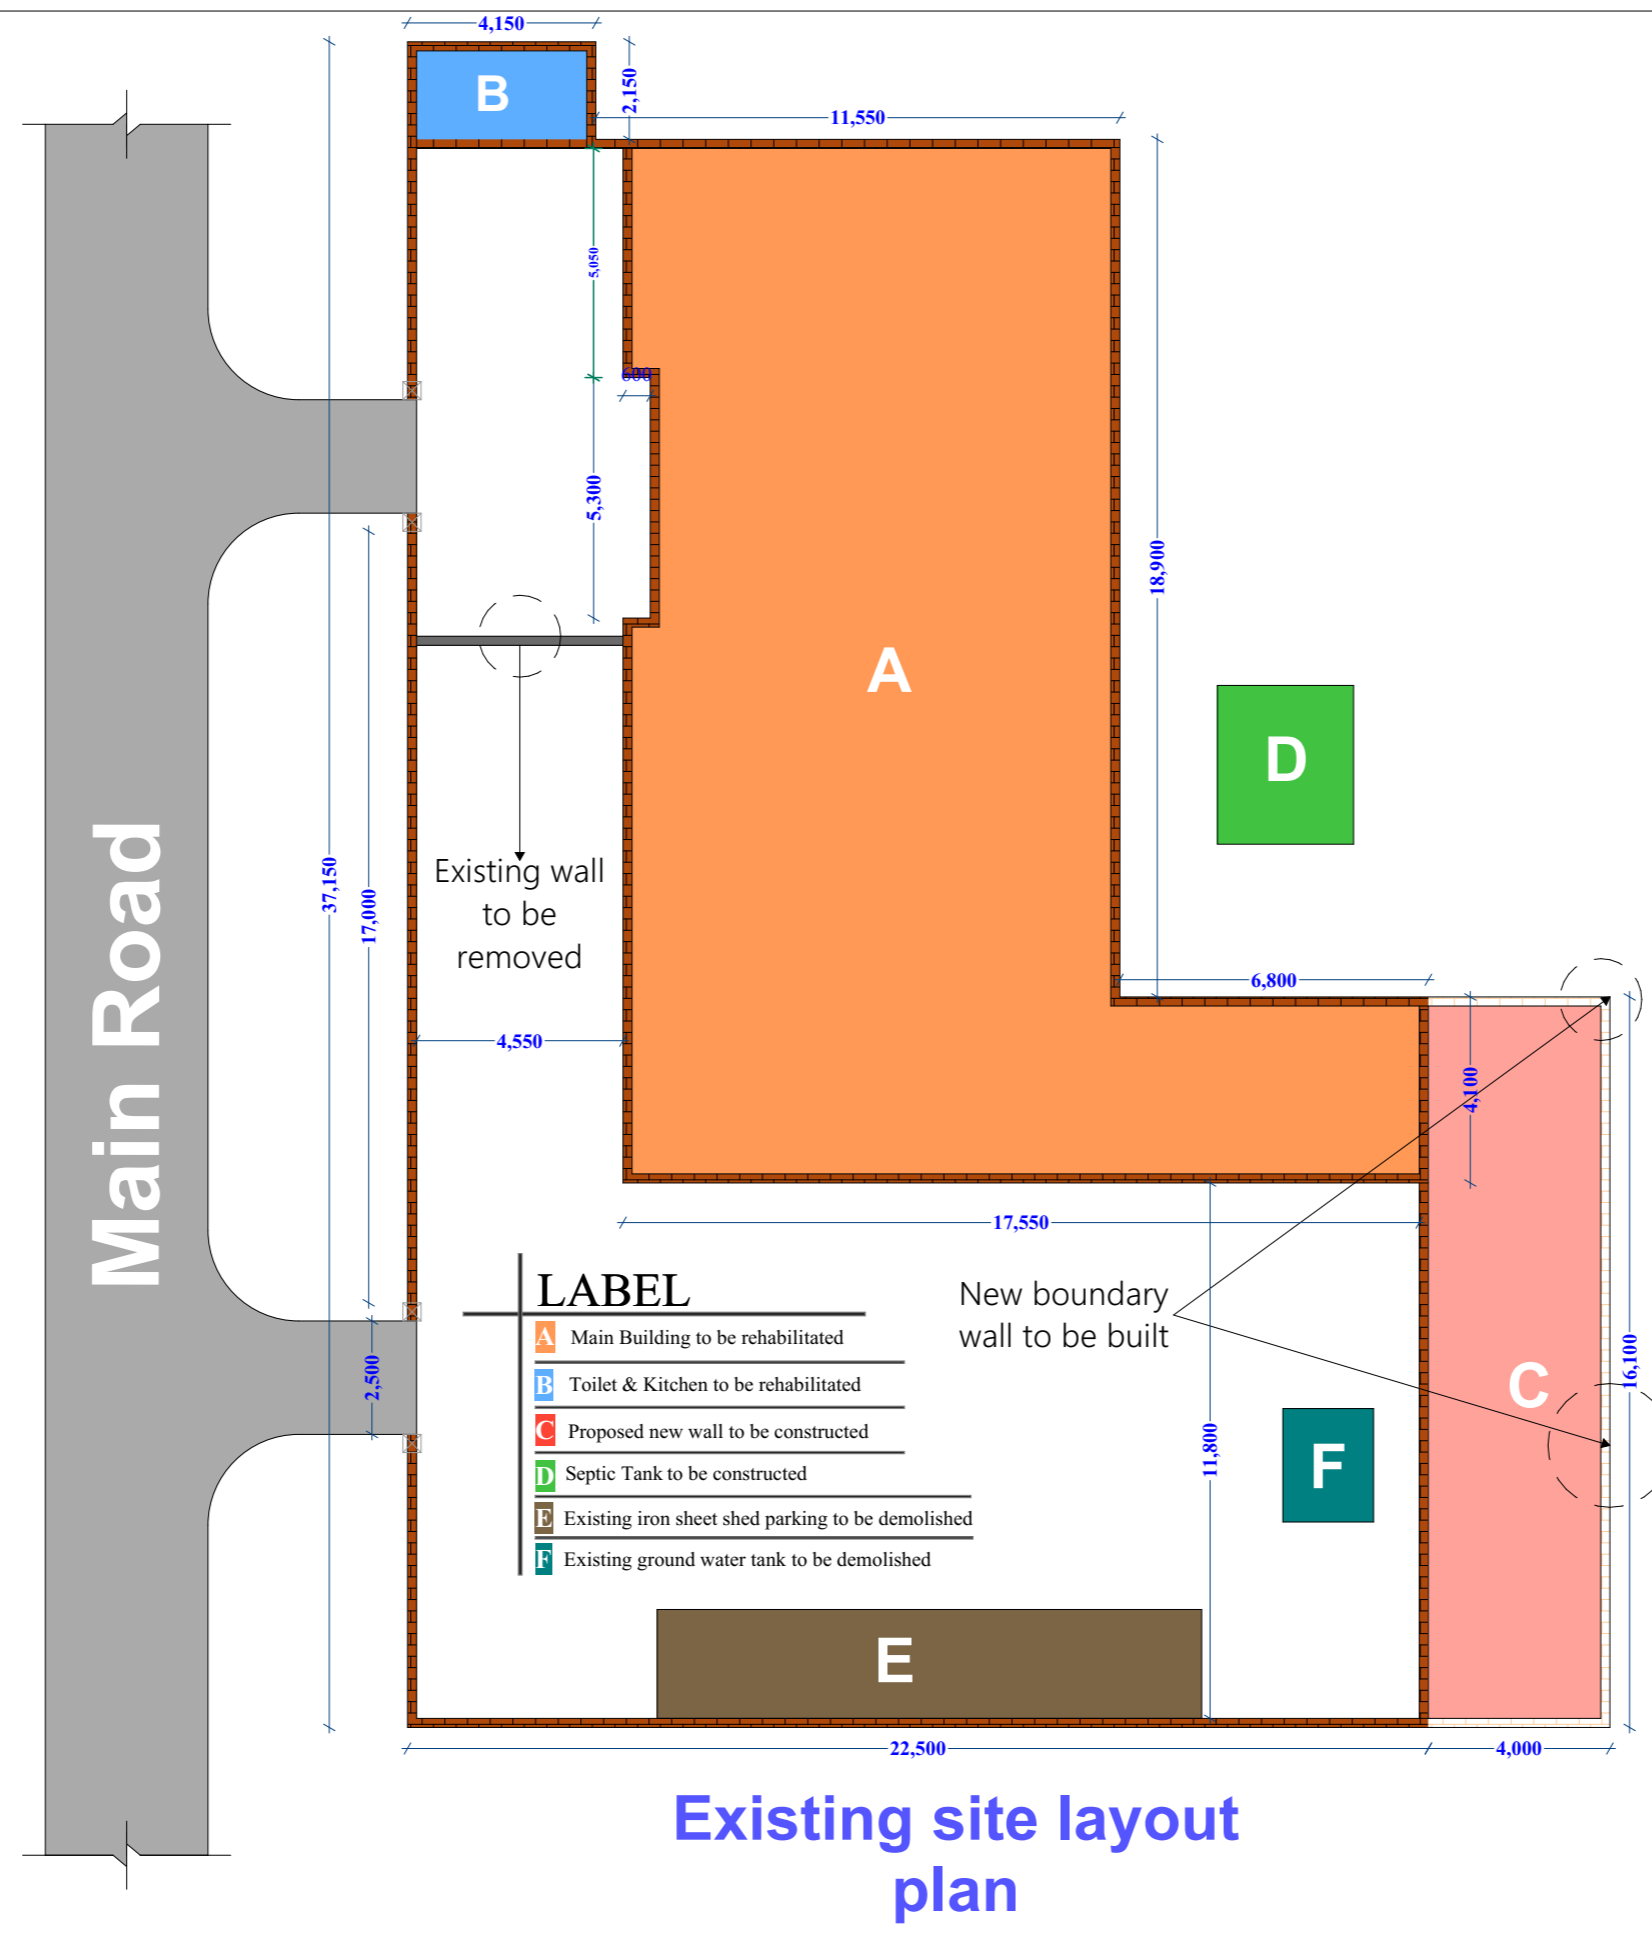 4,150
B
2,150
11,550
5,050
600
5,300
18,900
A
D
37,150
17,000
Main Road
Existing wall
to be
removed
6,800
4,550
4,100
17,550
LABEL
A Main Building to be rehabilitated
B Toilet & Kitchen to be rehabilitated
C Proposed new wall to be constructed
D Septic Tank to be constructed
E Existing iron sheet shed parking to be demolished
F Existing ground water tank to be demolished
New boundary
wall to be built
2,500
C
16,100
11,800
F
E
22,500
4,000
Existing site layout
plan